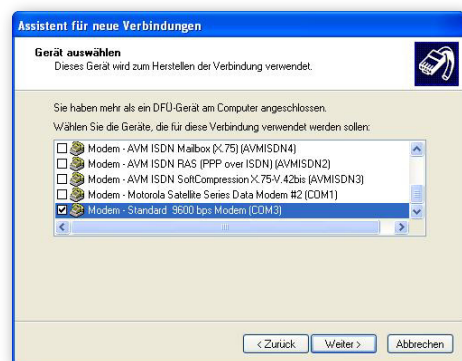 Assistent für neue Verbindungen
Gerät auswählen
Dieses Gerät wird zum Herstellen der Verbindung verwendet.
Sie haben mehr als ein DFÜ-Gerät am Computer angeschlossen.
Wählen Sie die Geräte, die für diese Verbindung verwendet werden sollen:
Modem - AVM ISDN Mailbox (X.75) (AVMISDN4)
Modem - AVM ISDN RAS (PPP over ISDN) (AVMISDN2)
Modem - AVM ISDN SoftCompression X.75-V.42bis (AVMISDN3)
Modem - Motorola Satellite Series Data Modem #2 (COM1)
Modem - Standard 9600 bps Modem (COM3)
< Zurück Weiter > Abbrechen